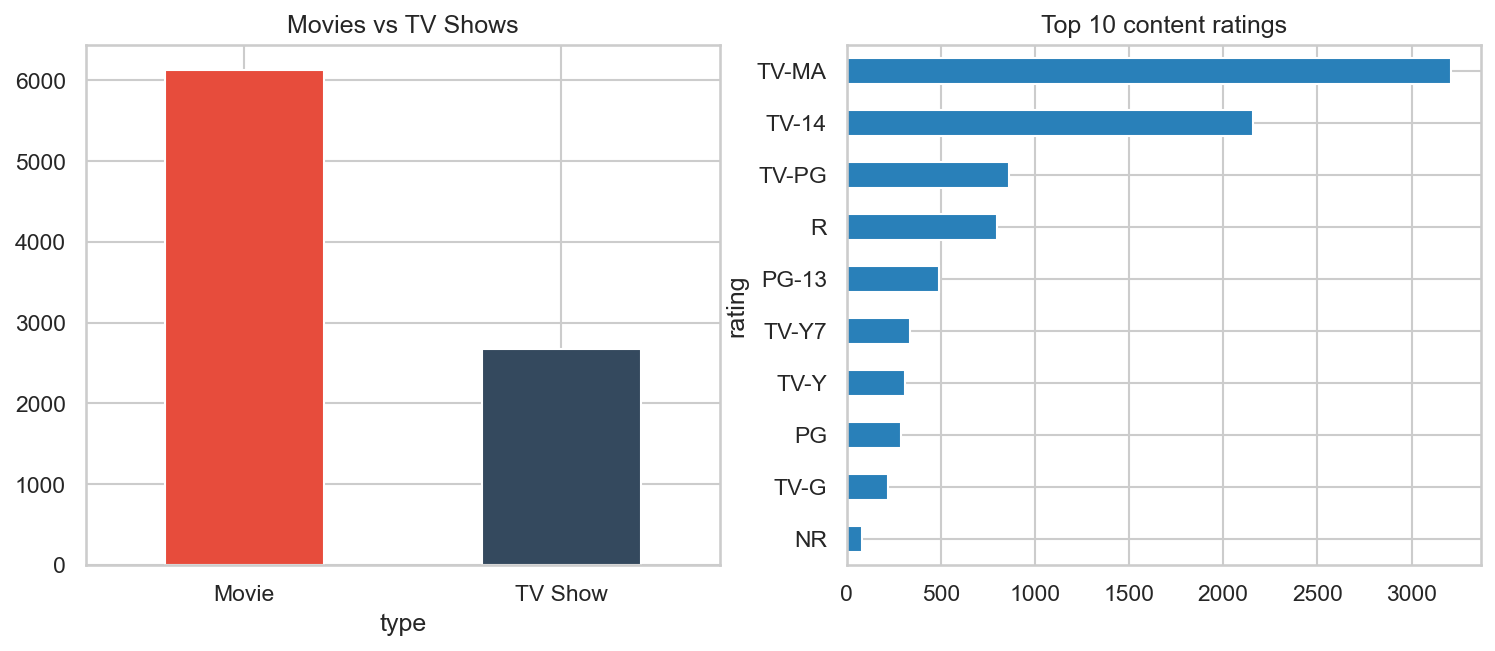 Movies vs TV Shows
6000
5000
4000
3000
2000
1000
0
Movie TV Show
type
Top 10 content ratings
rating
TV-MA
TV-14
TV-PG
R
PG-13
TV-Y7
TV-Y
PG
TV-G
NR
0 500 1000 1500 2000 2500 3000